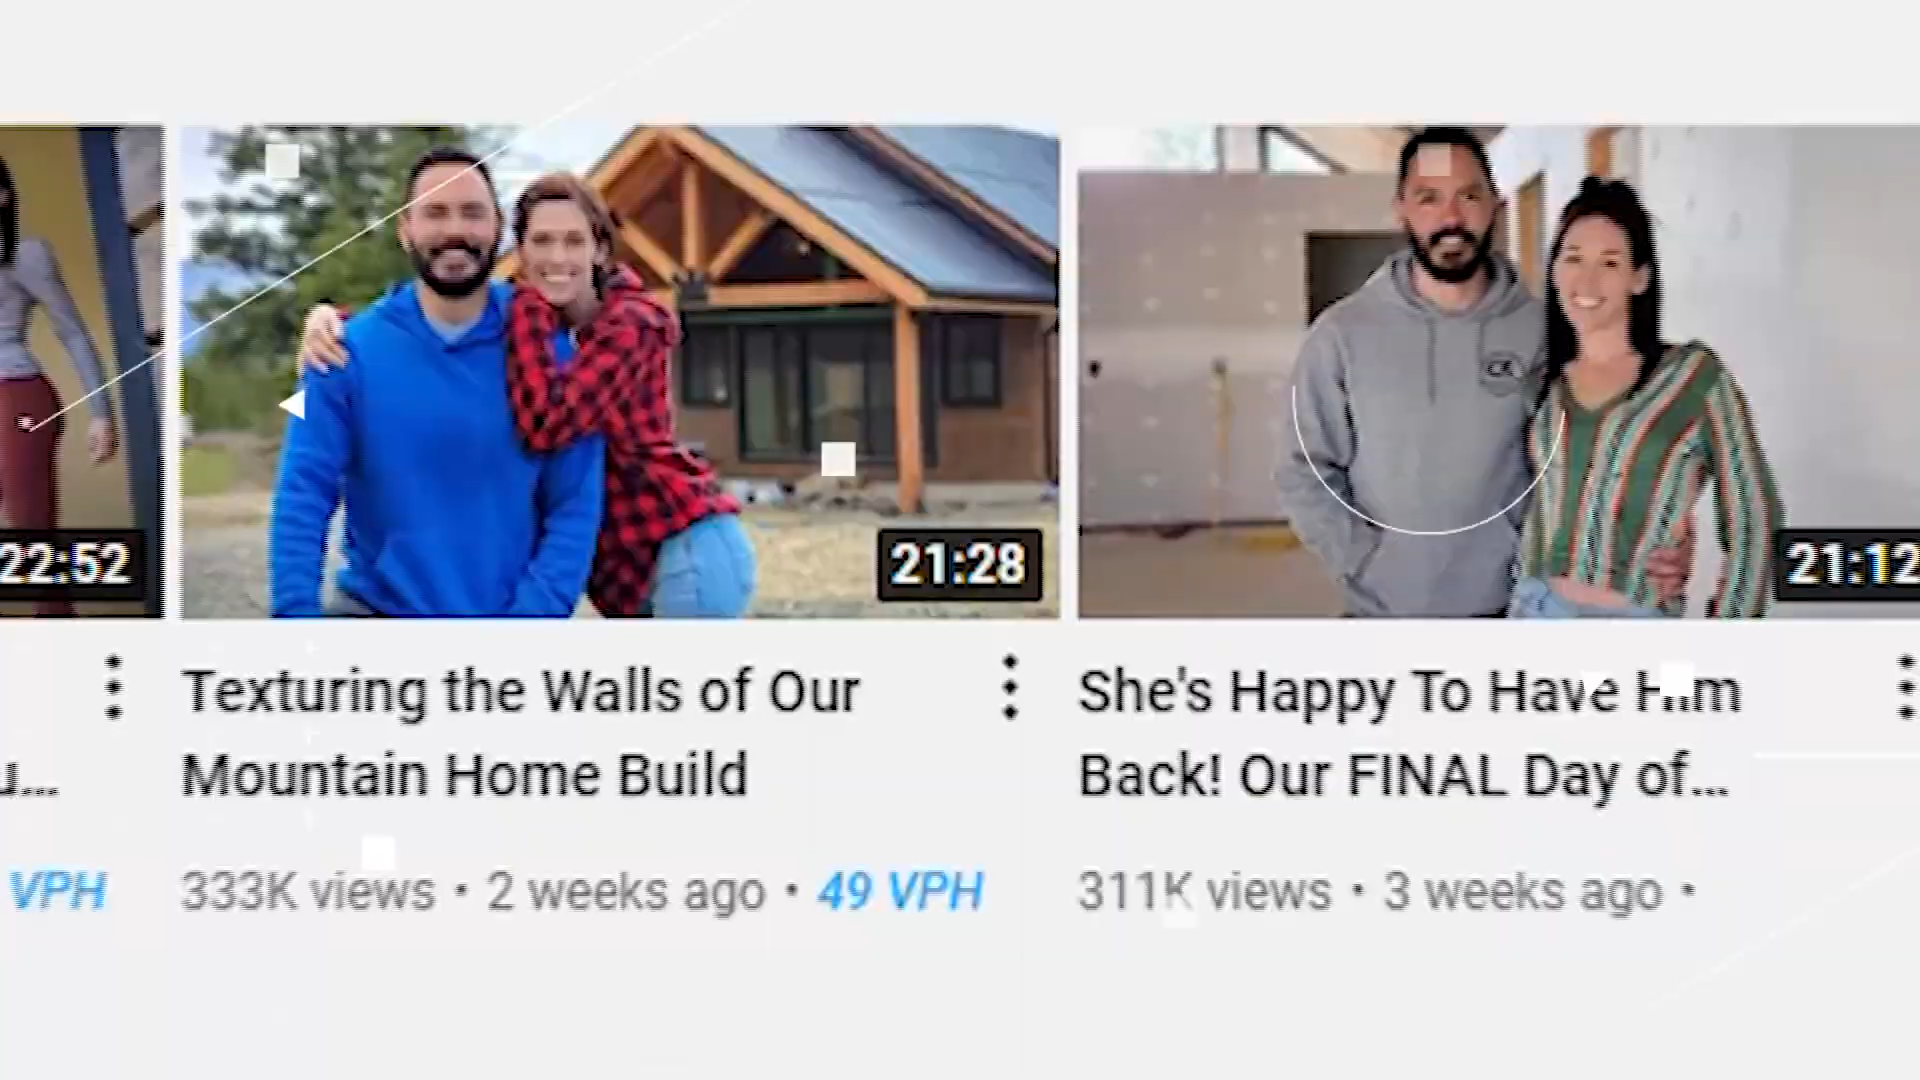 22:52
21:28
21:12
Texturing the Walls of Our
Mountain Home Build
She's Happy To Have Him
Back! Our FINAL Day of...
u...
VPH
333K views • 2 weeks ago • 49 VPH
311K views • 3 weeks ago •